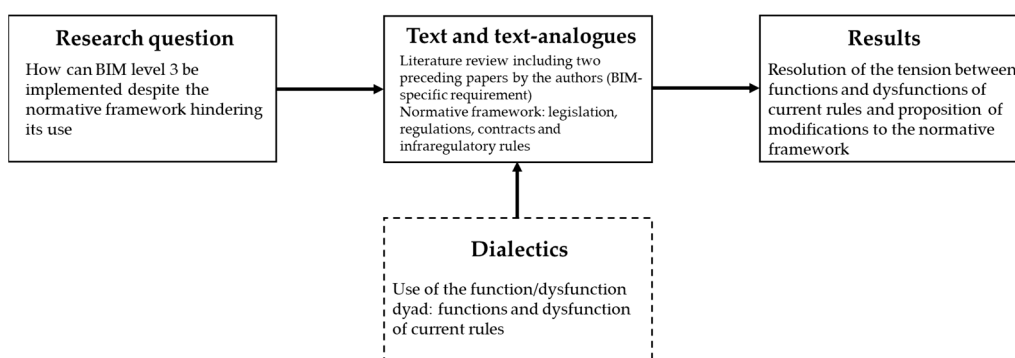 Research question
How can BIM level 3 be
implemented despite the
normative framework hindering
its use
Text and text-analogues
Literature review including two
preceding papers by the authors (BIM-
specific requirement)
Normative framework: legislation,
regulations, contracts and
infraregulatory rules
Results
Resolution of the tension between
functions and dysfunctions of
current rules and proposition of
modifications to the normative
framework
Dialectics
Use of the function/dysfunction
dyad: functions and dysfunction
of current rules